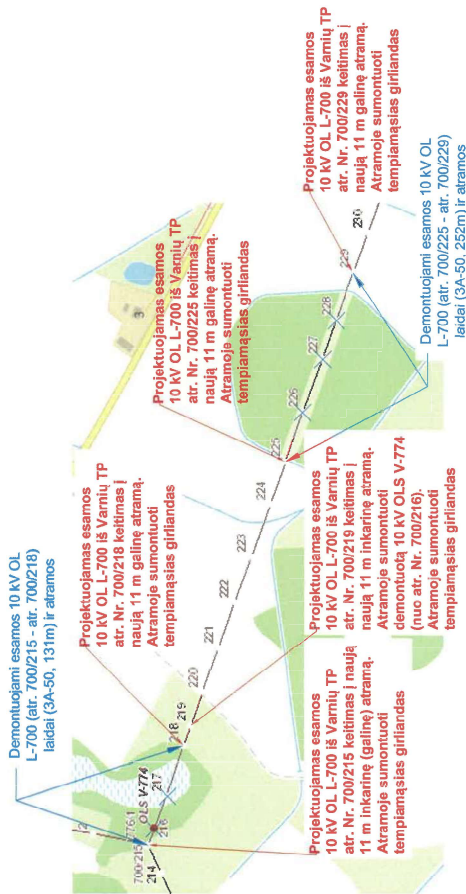 Demontuojami esamos 10 kV OL
L-700 (atr. 700/215 - atr. 700/218)
laidai (3A-50, 131m) ir atramos
Projektuojamas esamos
10 kV OL L-700 iš Varnių TP
atr. Nr. 700/218 keitimas į
naują 11 m galinę atramą.
Atramoje sumontuoti
tempiamąsias girliandas
Projektuojamas esamos
10 kV OL L-700 iš Varnių TP
atr. Nr. 700/225 keitimas į
naują 11 m galinę atramą.
Atramoje sumontuoti
tempiamąsias girliandas
Projektuojamas esamos
10 kV OL L-700 iš Varnių TP
atr. Nr. 700/229 keitimas į
naują 11 m galinę atramą.
Atramoje sumontuoti
tempiamąsias girliandas
3
2
776/1
700/215
OLS V-774
214
216
217
218
219
220
221
222
223
224
225
226
227
228
229
230
Projektuojamas esamos
10 kV OL L-700 iš Varnių TP
atr. Nr. 700/215 keitimas į naują
11 m inkarinę (galinę) atramą.
Atramoje sumontuoti
tempiamąsias girliandas
Projektuojamas esamos
10 kV OL L-700 iš Varnių TP
atr. Nr. 700/219 keitimas į
naują 11 m inkarinę atramą.
Atramoje sumontuoti
demontuotą 10 kV OLS V-774
(nuo atr. Nr. 700/216).
Atramoje sumontuoti
tempiamąsias girliandas
Demontuojami esamos 10 kV OL
L-700 (atr. 700/225 - atr. 700/229)
laidai (3A-50, 252m) ir atramos